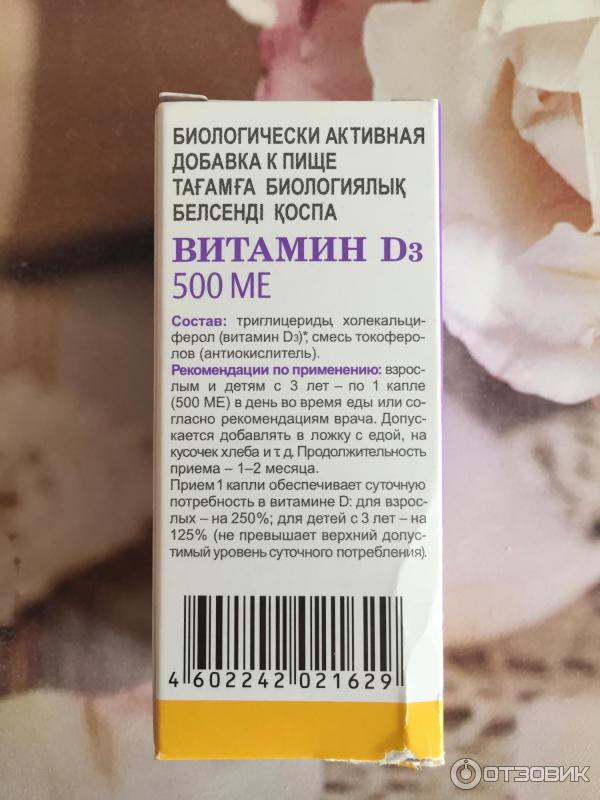 БИОЛОГИЧЕСКИ АКТИВНАЯ
ДОБАВКА К ПИЩЕ
ТАҒАМҒА БИОЛОГИЯЛЫҚ
БЕЛСЕНДІ ҚОСПА
ВИТАМИН D3
500 МЕ
Состав: триглицериды, холекальци-
ферол (витамин D3)*, смесь токоферо-
лов (антиокислитель).
Рекомендации по применению: взрос-
лым и детям с 3 лет – по 1 капле
(500 МЕ) в день во время еды или со-
гласно рекомендациям врача. Допус-
кается добавлять в ложку с едой, на
кусочек хлеба и т. д. Продолжительность
приема – 1–2 месяца.
Прием 1 капли обеспечивает суточную
потребность в витамине D: для взрос-
лых – на 250%; для детей с 3 лет – на
125% (не превышает верхний допус-
тимый уровень суточного потребления).
4 602242 021629
ОТЗОВИК